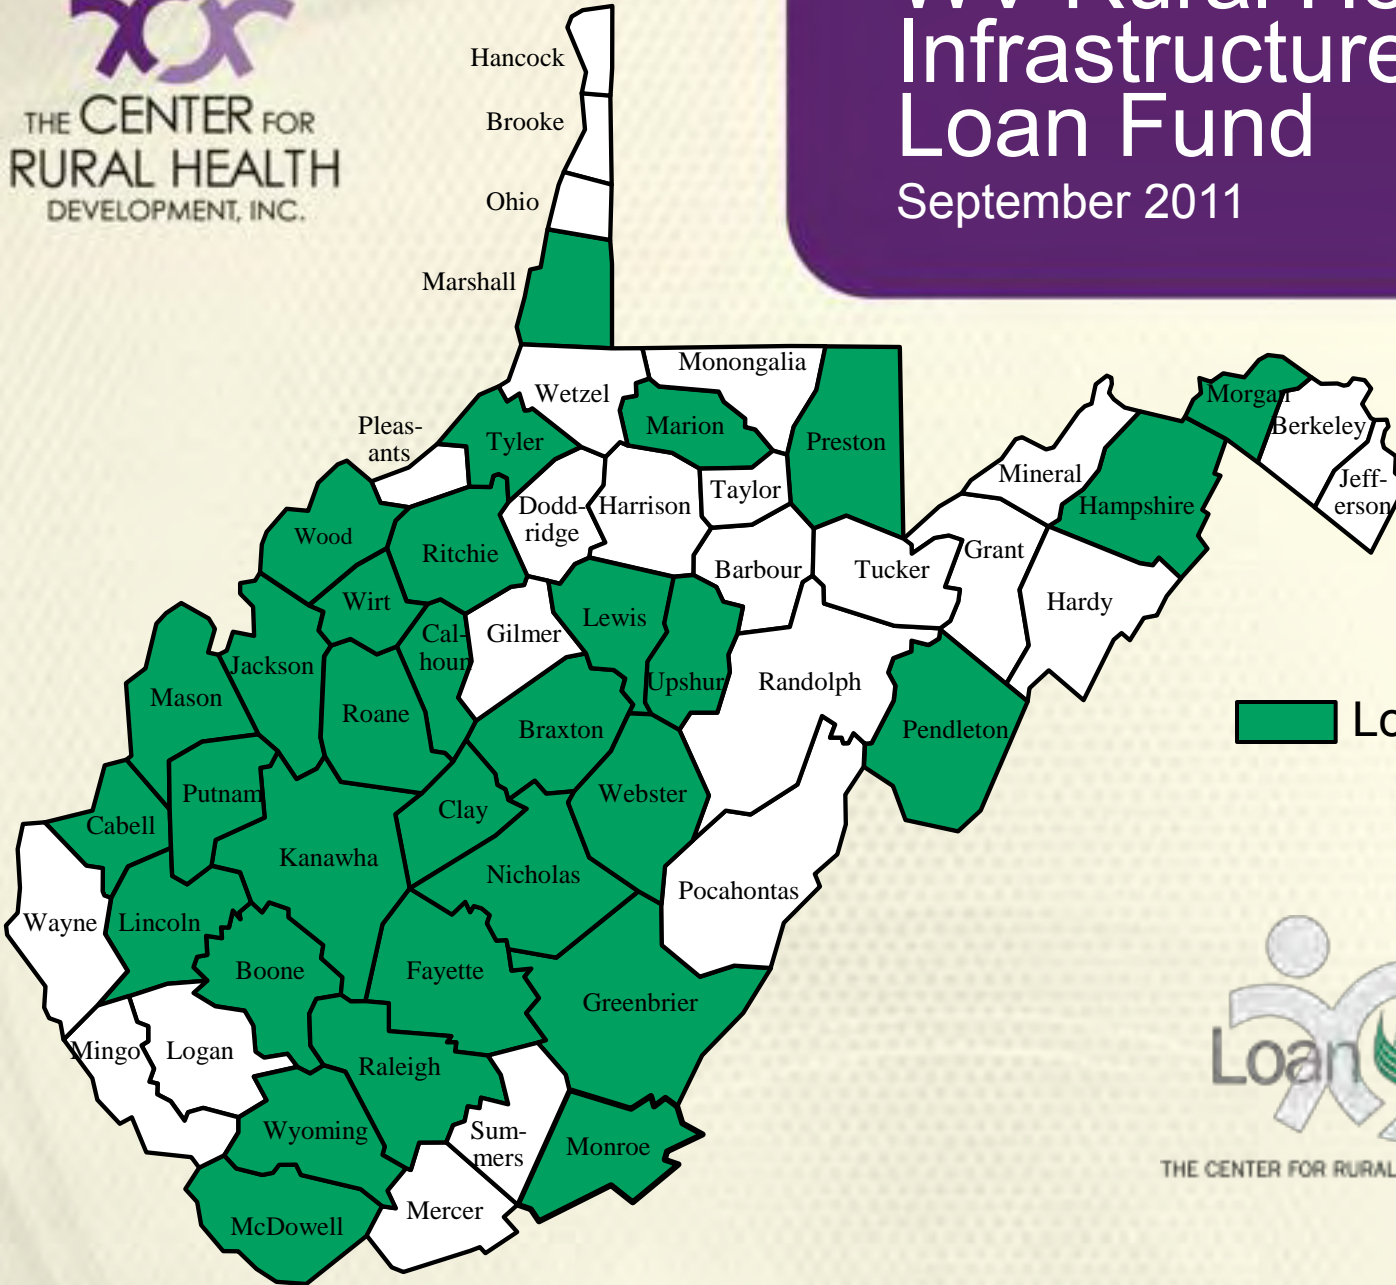 THE CENTER FOR
RURAL HEALTH
DEVELOPMENT, INC.
WV Rural
Infrastructure
Loan Fund
September 2011
Hancock
Brooke
Ohio
Marshall
Monongalia
Wetzel
Marion
Preston
Morgan
Berkeley
Jeff-
erson
Mineral
Hampshire
Pleas-
ants
Tyler
Dodd-
ridge
Harrison
Taylor
Wood
Ritchie
Barbour
Tucker
Grant
Hardy
Wirt
Cal-
houn
Gilmer
Lewis
Upshur
Randolph
Jackson
Mason
Roane
Braxton
Pendleton
Lo
Putnam
Clay
Webster
Cabell
Kanawha
Nicholas
Pocahontas
Wayne
Lincoln
Boone
Fayette
Greenbrier
Mingo
Logan
Raleigh
Wyoming
Sum-
mers
Monroe
McDowell
Mercer
Loan
THE CENTER FOR RURAL